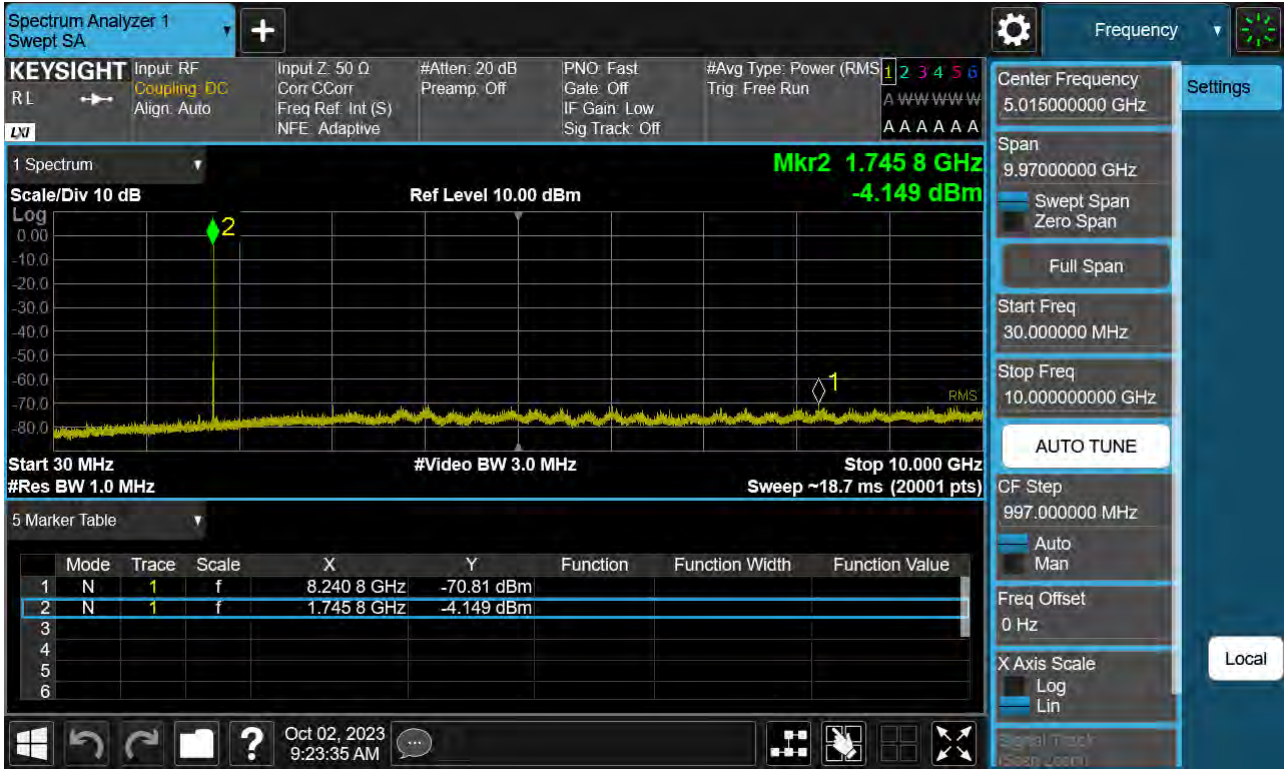 Spectrum Analyzer 1
Swept SA
Frequency
KEYSIGHT
RL
LXI
Input: RF
Coupling: DC
Align: Auto
Input Z: 50 Ω
Corr CCorr
Freq Ref: Int (S)
NFE: Adaptive
#Atten: 20 dB
Preamp: Off
PNO: Fast
Gate: Off
IF Gain: Low
Sig Track: Off
#Avg Type: Power (RMS
Trig: Free Run
1 2 3 4 5 6
A W W W W W
A A A A A A
Center Frequency
5.015000000 GHz
Settings
1 Spectrum
Mkr2 1.745 8 GHz
-4.149 dBm
Scale/Div 10 dB
Ref Level 10.00 dBm
Log
0.00
-10.0
-20.0
-30.0
-40.0
-50.0
-60.0
-70.0
-80.0
2
1
RMS
Start 30 MHz
#Video BW 3.0 MHz
Stop 10.000 GHz
#Res BW 1.0 MHz
Sweep ~18.7 ms (20001 pts)
Span
9.97000000 GHz
Swept Span
Zero Span
Full Span
Start Freq
30.000000 MHz
Stop Freq
10.000000000 GHz
AUTO TUNE
CF Step
997.000000 MHz
Auto
Man
Freq Offset
0 Hz
X Axis Scale
Log
Lin
Signal Track
(Span Zoom)
Local
5 Marker Table
Mode Trace Scale X Y Function Function Width Function Value
1 N 1 f 8.240 8 GHz -70.81 dBm
2 N 1 f 1.745 8 GHz -4.149 dBm
3
4
5
6
Oct 02, 2023
9:23:35 AM